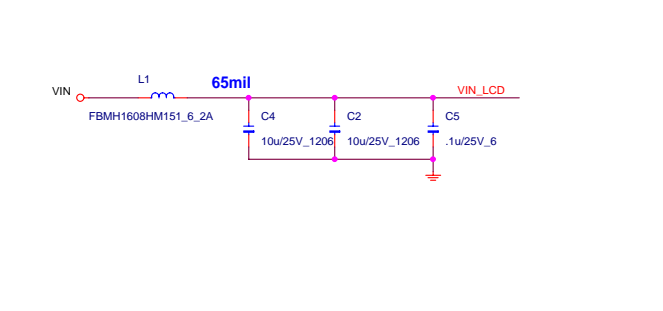 L1
65mil
VIN
VIN_LCD
FBMH1608HM151_6_2A
C4
C2
C5
10u/25V_1206
10u/25V_1206
.1u/25V_6